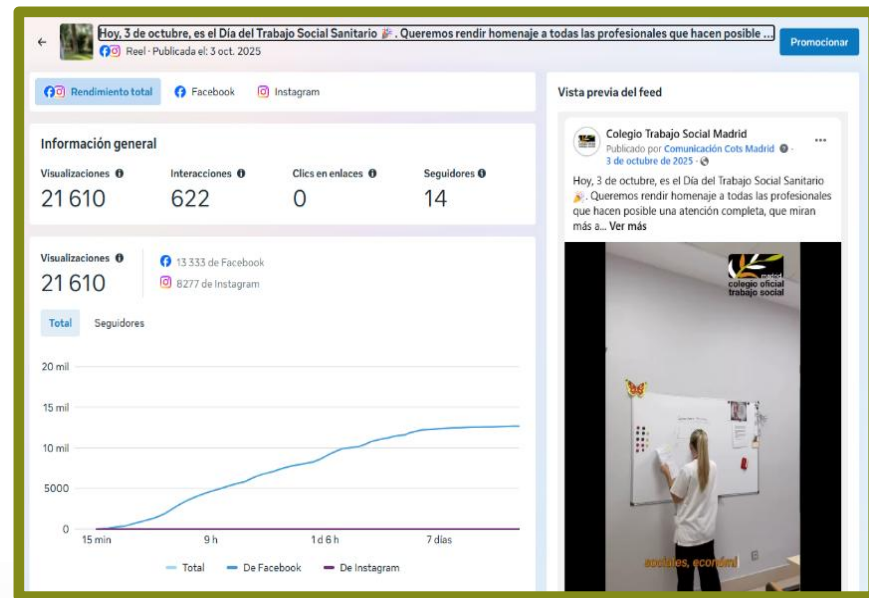 Hoy, 3 de octubre, es el Día del Trabajo Social Sanitario 🎉. Queremos rendir homenaje a todas las profesionales que hacen posible ...
Reel · Publicada el: 3 oct. 2025
Promocionar
Rendimiento total Facebook Instagram
Información general
Visualizaciones Interacciones Clics en enlaces Seguidores
21 610 622 0 14
Visualizaciones
21 610
13 333 de Facebook
8277 de Instagram
Total Seguidores
20 mil
15 mil
10 mil
5000
0
15 min 9 h 1 d 6 h 7 días
Total De Facebook De Instagram
Vista previa del feed
Colegio Trabajo Social Madrid
Publicado por Comunicación Cots Madrid ·
3 de octubre de 2025 ·
Hoy, 3 de octubre, es el Día del Trabajo Social Sanitario
🎉. Queremos rendir homenaje a todas las profesionales
que hacen posible una atención completa, que miran
más a... Ver más
madrid
colegio oficial
trabajo social
sociales, económi